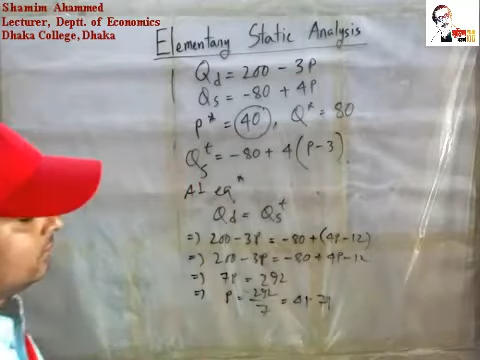 Shamim Ahammed
Lecturer, Deptt. of Economics
Dhaka College, Dhaka
Elementary Static Analysis
Qd = 200 - 3P
Qs = -80 + 4P
P* = 40, Q* = 80
Qs^t = -80 + 4(P-3)
At eq*
Qd = Qs^t
=) 200 - 3P = -80 + (4P - 12)
=) 200 - 3P = -80 + 4P - 12
=) 7P = 292
=) P = 292/7 = 41.71